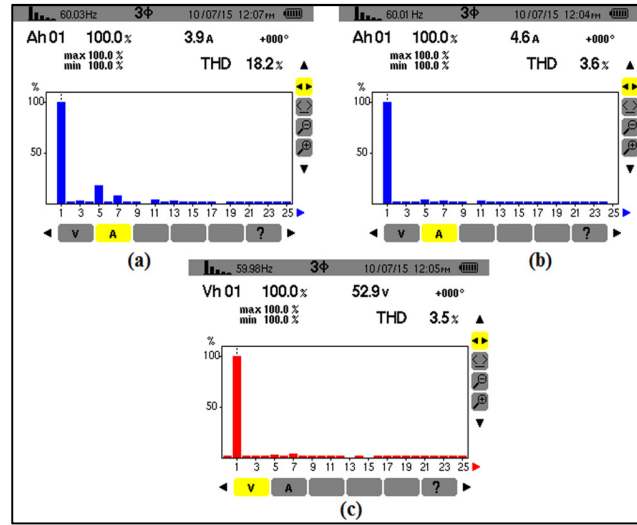 60.03Hz 3Φ 10/07/15 12:07PM
Ah 01 100.0 % 3.9 A +000°
max 100.0 %
min 100.0 %
THD 18.2 %
%
100
50
1 3 5 7 9 11 13 15 17 19 21 23 25
V A ?
(a)
60.01 Hz 3Φ 10/07/15 12:04PM
Ah 01 100.0 % 4.6 A +000°
max 100.0 %
min 100.0 %
THD 3.6 %
%
100
50
1 3 5 7 9 11 13 15 17 19 21 23 25
V A ?
(b)
59.98Hz 3Φ 10/07/15 12:05PM
Vh 01 100.0 % 52.9 V +000°
max 100.0 %
min 100.0 %
THD 3.5 %
%
100
50
1 3 5 7 9 11 13 15 17 19 21 23 25
V A ?
(c)